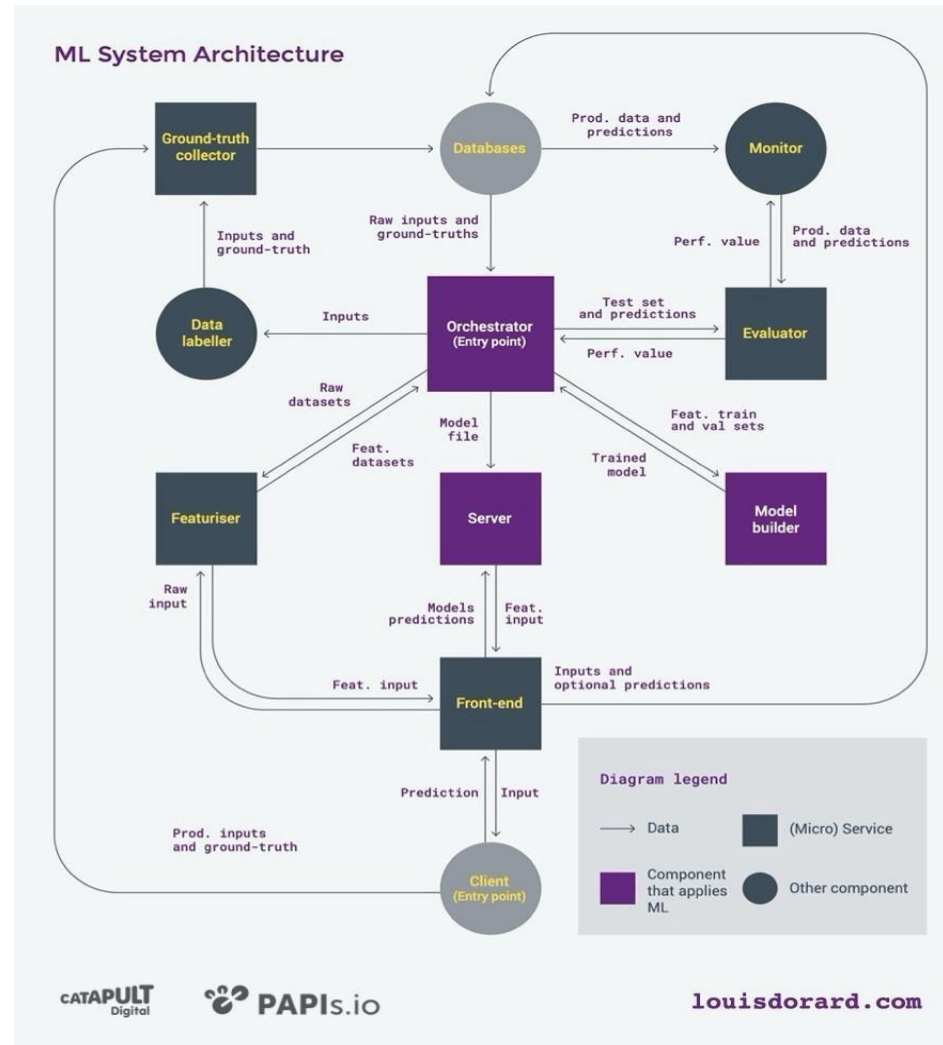 ML System Architecture
Ground-truth
collector
Databases
Prod. data and
predictions
Monitor
Inputs and
ground-truth
Raw inputs and
ground-truths
Perf. value
Prod. data
and predictions
Data
labeller
Inputs
Orchestrator
(Entry point)
Test set
and predictions
Perf. value
Evaluator
Raw
datasets
Feat.
datasets
Model
file
Trained
model
Feat. train
and val sets
Featuriser
Server
Model
builder
Raw
input
Models
predictions
Feat.
input
Feat. input
Front-end
Inputs and
optional predictions
Prediction
Input
Prod. inputs
and ground-truth
Client
(Entry point)
Diagram legend
Data
(Micro) Service
Component
that applies
ML
Other component
CATAPULT
Digital
PAPIs.io
louisdorard.com